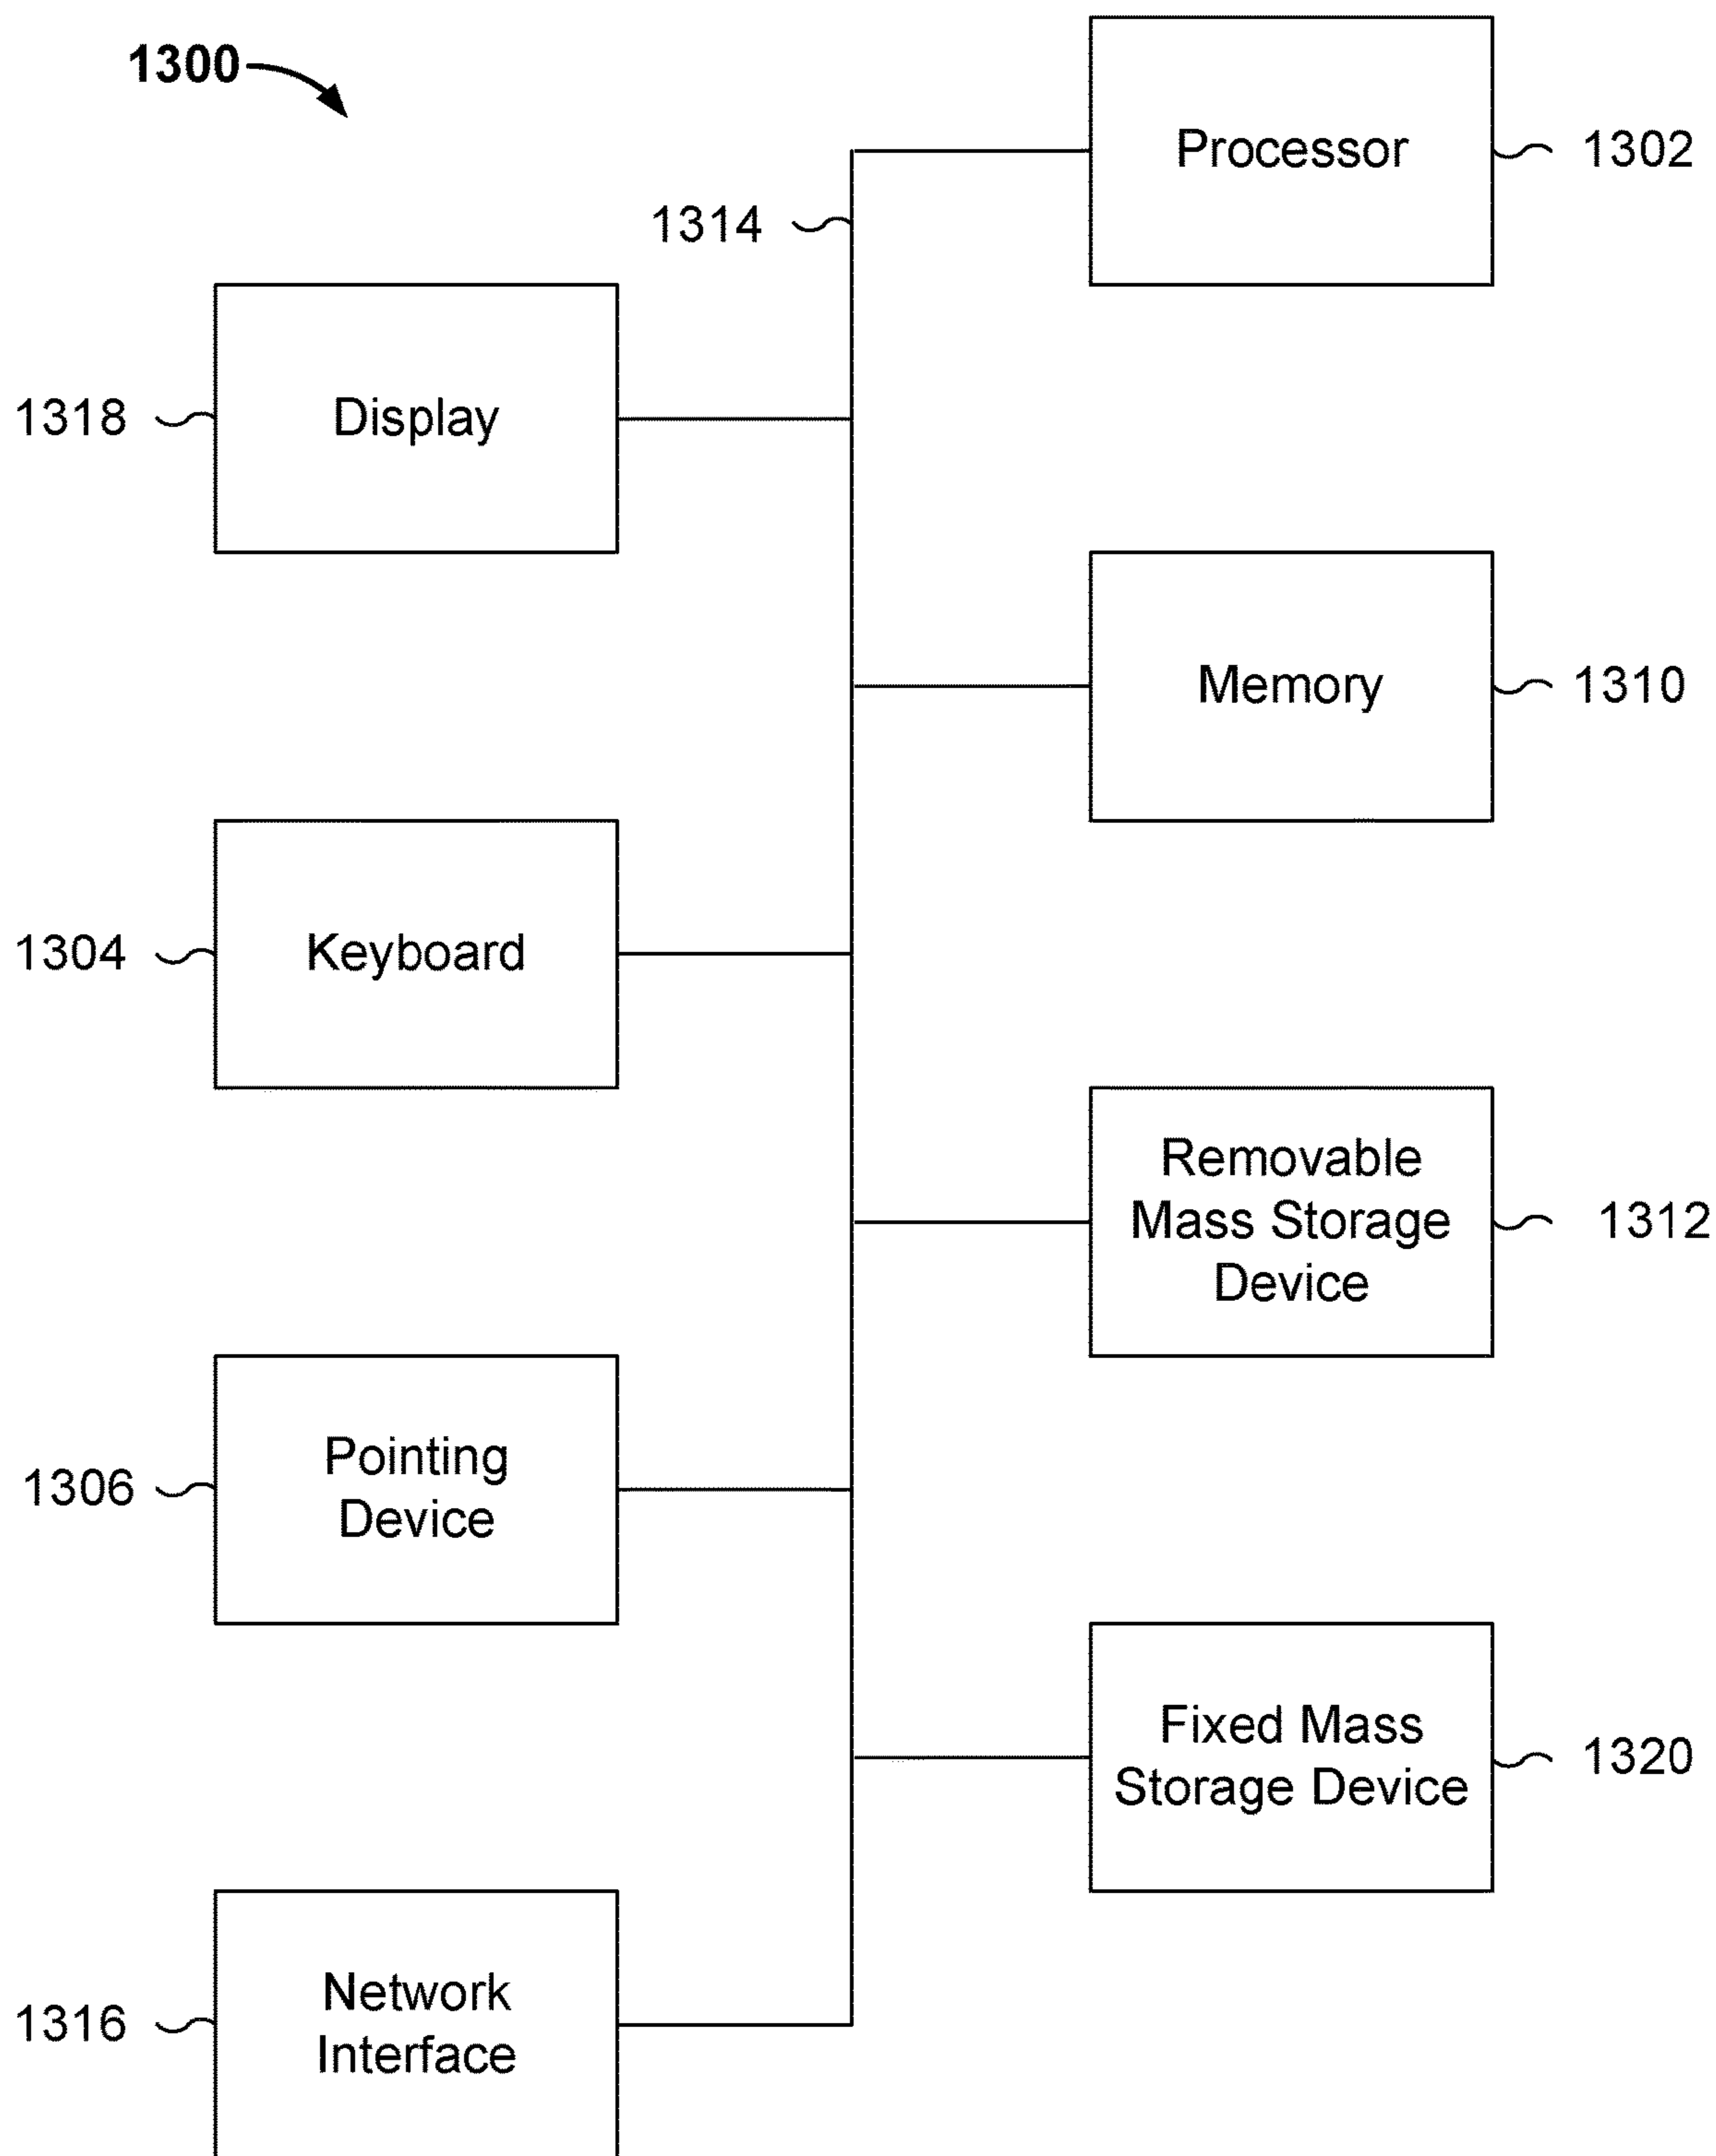 1300
Processor
1302
1314
1318
Display
Memory
1310
1304
Keyboard
Removable
Mass Storage
Device
1312
1306
Pointing
Device
Fixed Mass
Storage Device
1320
1316
Network
Interface